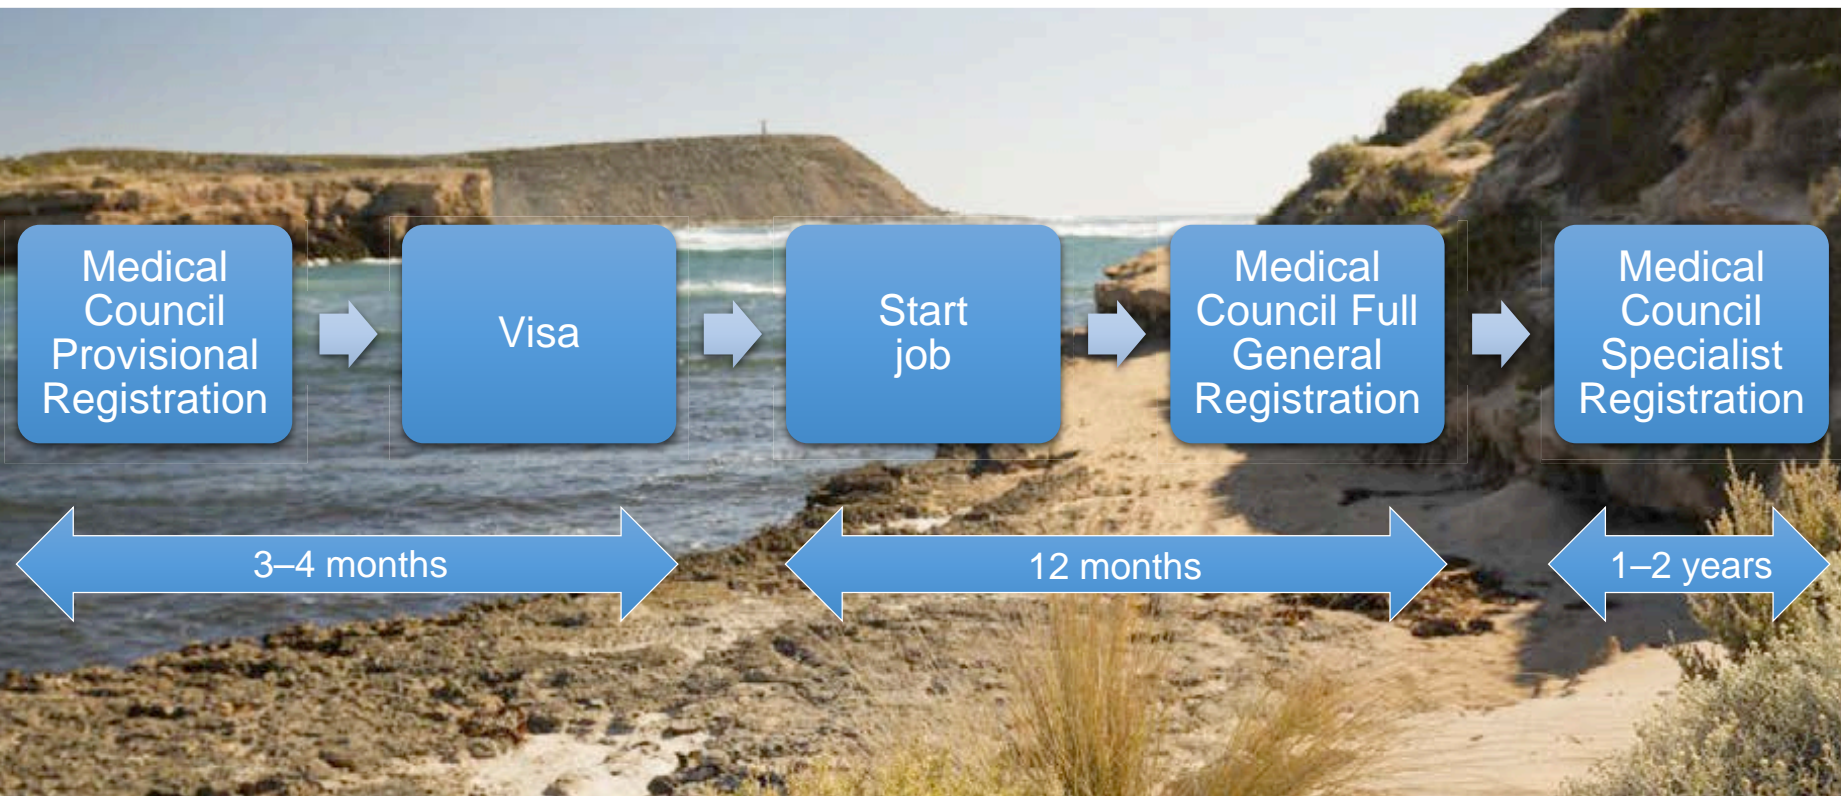 Medical
Council
Provisional
Registration
Visa
Start
job
Medical
Council Full
General
Registration
Medical
Council
Specialist
Registration
3–4 months
12 months
1–2 years